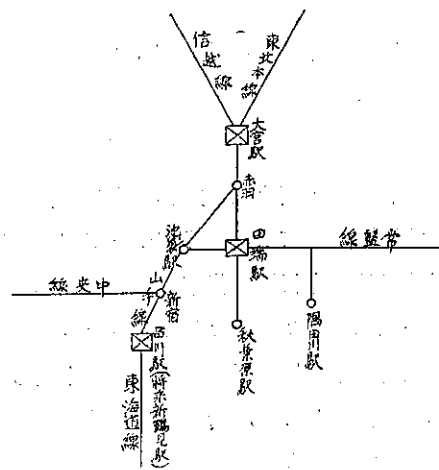 信越線
東北本線
大宮駅
赤羽
池袋駅
田端駅
線盤常
線央中
山手線
新宿
品川駅(将来新鶴見駅)
東海道線
秋葉原駅
隅田川駅